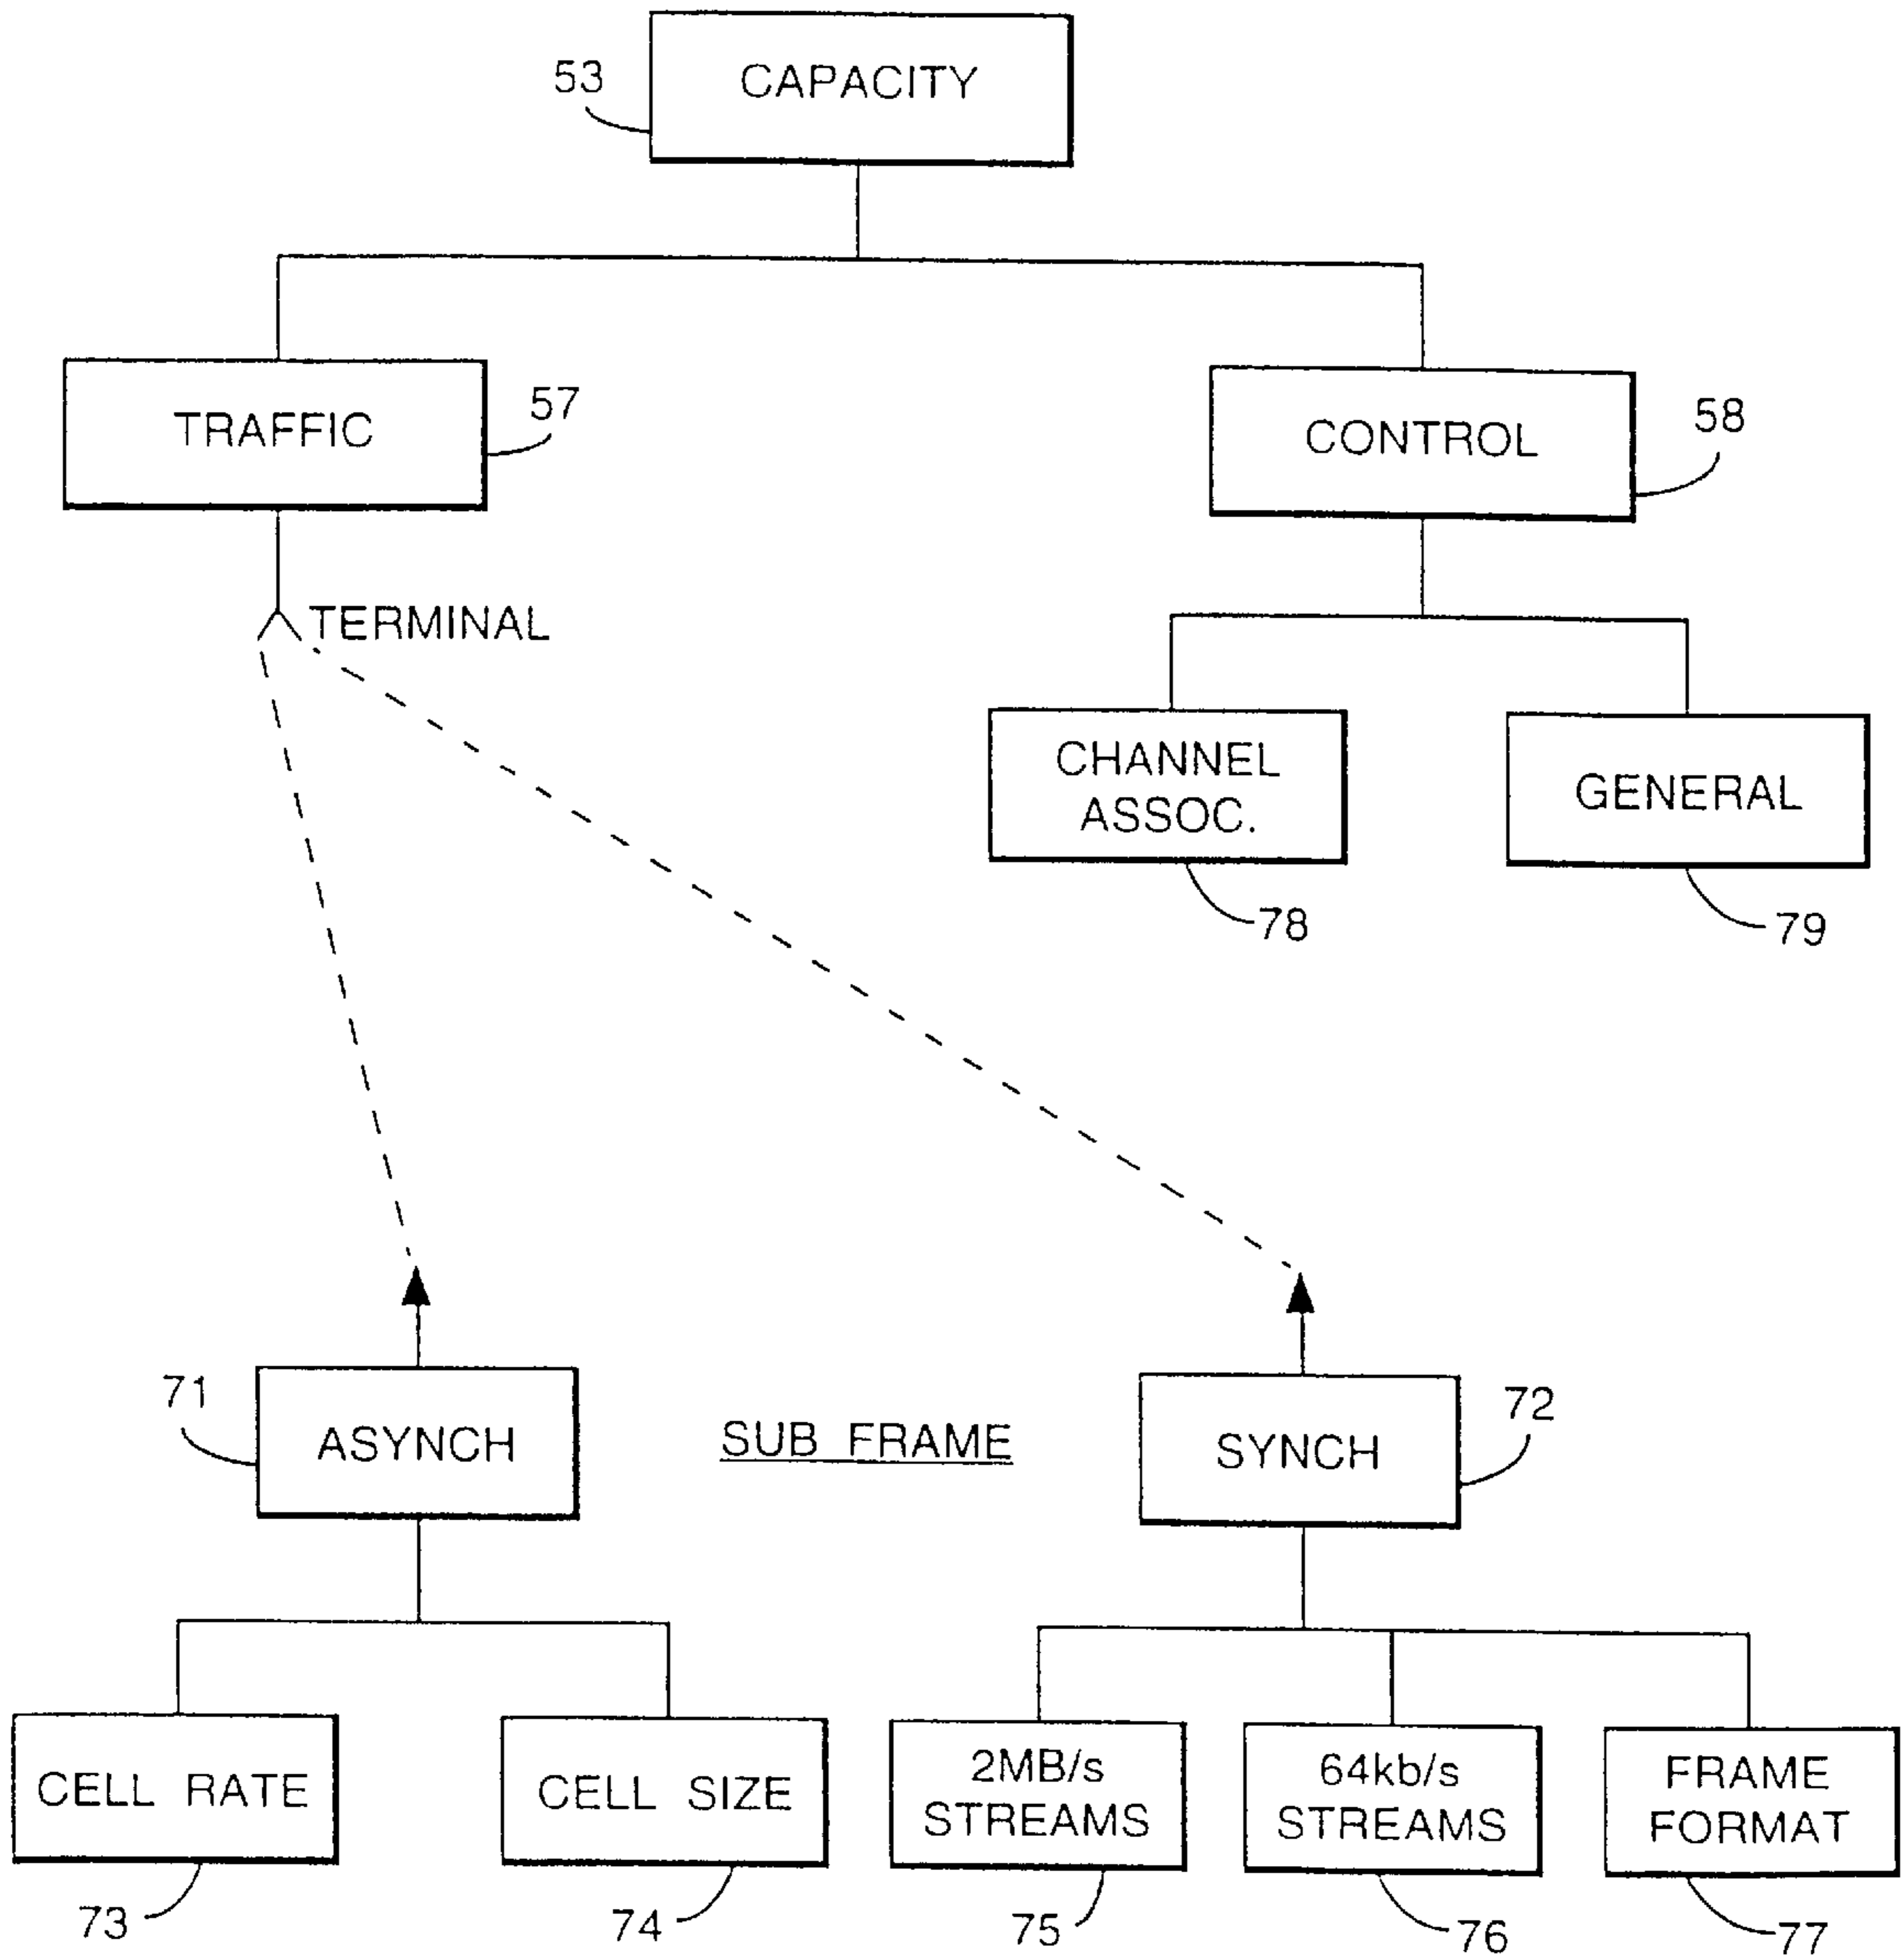 CAPACITY
53
TRAFFIC
57
CONTROL
58
TERMINAL
CHANNEL
ASSOC.
78
GENERAL
79
71
ASYNCH
SUB FRAME
SYNCH
72
CELL RATE
73
CELL SIZE
74
2MB/s
STREAMS
75
64kb/s
STREAMS
76
FRAME
FORMAT
77